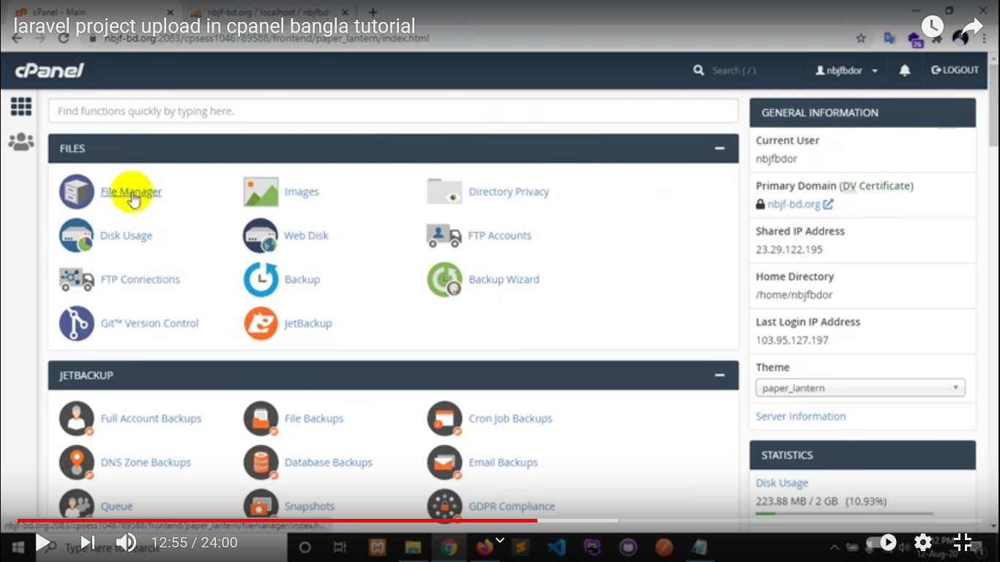 cPanel - Main
nbjf-bd.org / localhost / nbjfbdo
laravel project upload in cpanel bangla tutorial
nbjf-bd.org:2083/cpsess1046789588/frontend/paper_lantern/index.html
26
cPanel
Search ( / )
nbjfbdor
LOGOUT
Find functions quickly by typing here.
FILES
File Manager
Images
Directory Privacy
Disk Usage
Web Disk
FTP Accounts
FTP Connections
Backup
Backup Wizard
Git™ Version Control
JetBackup
JETBACKUP
Full Account Backups
File Backups
Cron Job Backups
DNS Zone Backups
Database Backups
Email Backups
Queue
Snapshots
GDPR Compliance
GENERAL INFORMATION
Current User
nbjfbdor
Primary Domain (DV Certificate)
nbjf-bd.org
Shared IP Address
23.29.122.195
Home Directory
/home/nbjfbdor
Last Login IP Address
103.95.127.197
Theme
paper_lantern
Server Information
STATISTICS
Disk Usage
223.88 MB / 2 GB (10.93%)
nbjf-bd.org:2083/cpsess1046789588/frontend/paper_lantern/filemanager/index.h...
Type here to search
12:55 / 24:00
PM
12-Aug-20